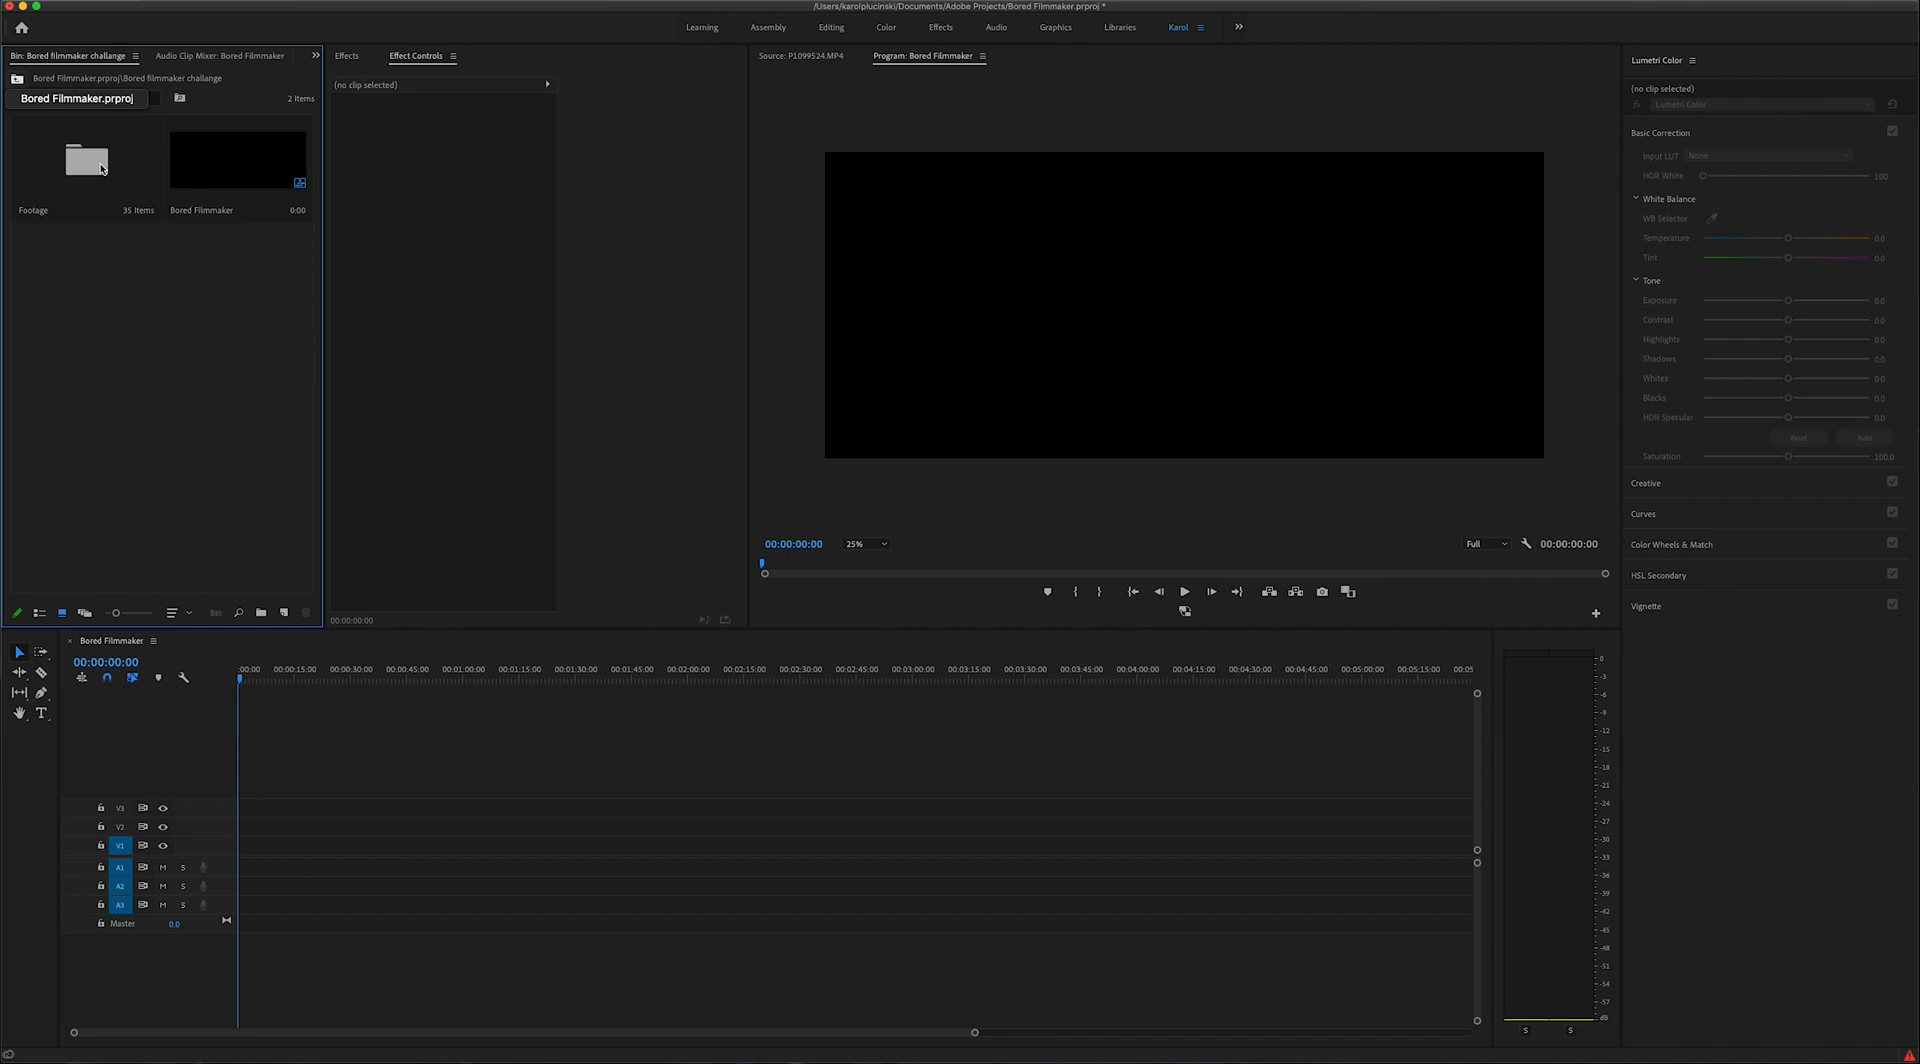 /Users/karolplucinski/Documents/Adobe Projects/Bored Filmmaker.prproj *
Learning Assembly Editing Color Effects Audio Graphics Libraries Karol
Bin: Bored filmmaker challange Audio Clip Mixer: Bored Filmmaker
Bored Filmmaker.prproj\Bored filmmaker challange
Bored Filmmaker.prproj
2 Items
Footage 35 Items
Bored Filmmaker 0:00
Effects Effect Controls
(no clip selected)
00:00:00:00
Source: P1099524.MP4 Program: Bored Filmmaker
00:00:00:00 25% Full 00:00:00:00
Lumetri Color
(no clip selected)
fx Lumetri Color
Basic Correction
Input LUT None
HDR White 100
White Balance
WB Selector
Temperature 0.0
Tint 0.0
Tone
Exposure 0.0
Contrast 0.0
Highlights 0.0
Shadows 0.0
Whites 0.0
Blacks 0.0
HDR Specular 0.0
Reset Auto
Saturation 100.0
Creative
Curves
Color Wheels & Match
HSL Secondary
Vignette
× Bored Filmmaker
00:00:00:00
:00:00 00:00:15:00 00:00:30:00 00:00:45:00 00:01:00:00 00:01:15:00 00:01:30:00 00:01:45:00 00:02:00:00 00:02:15:00 00:02:30:00 00:02:45:00 00:03:00:00 00:03:15:00 00:03:30:00 00:03:45:00 00:04:00:00 00:04:15:00 00:04:30:00 00:04:45:00 00:05:00:00 00:05:15:00 00:05
V3
V2
V1
A1 M S
A2 M S
A3 M S
Master 0.0
0
-3
-6
-9
-12
-15
-18
-21
-24
-27
-30
-33
-36
-39
-42
-45
-48
-51
-54
-57
dB
S S